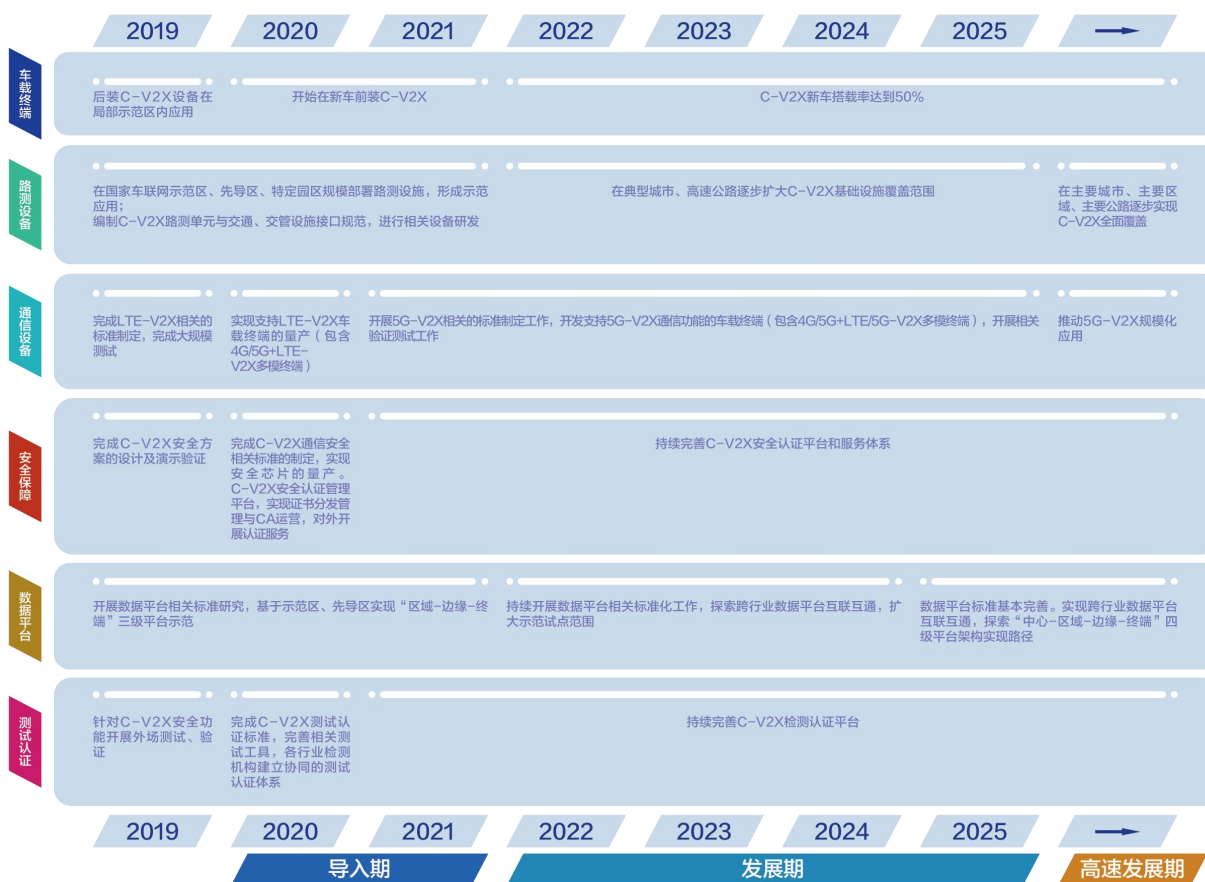 2019 2020 2021 2022 2023 2024 2025
车载终端
后装C-V2X设备在
局部示范区内应用
开始在新车前装C-V2X
C-V2X新车搭载率达到50%
路测设备
在国家车联网示范区、先导区、特定园区规模部署路测设施，形成示范
应用；
编制C-V2X路测单元与交通、交管设施接口规范，进行相关设备研发
在典型城市、高速公路逐步扩大C-V2X基础设施覆盖范围
在主要城市、主要区
域、主要公路逐步实现
C-V2X全面覆盖
通信设备
完成LTE-V2X相关的
标准制定，完成大规模
测试
实现支持LTE-V2X车
载终端的量产（包含
4G/5G+LTE-
V2X多模终端）
开展5G-V2X相关的标准制定工作，开发支持5G-V2X通信功能的车载终端（包含4G/5G+LTE/5G-V2X多模终端），开展相关
验证测试工作
推动5G-V2X规模化
应用
安全保障
完成C-V2X安全方
案的设计及演示验证
完成C-V2X通信安全
相关标准的制定，实现
安全芯片的量产。
C-V2X安全认证管理
平台，实现证书分发管
理与CA运营，对外开
展认证服务
持续完善C-V2X安全认证平台和服务体系
数据平台
开展数据平台相关标准研究，基于示范区、先导区实现“区域-边缘-终
端”三级平台示范
持续开展数据平台相关标准化工作，探索跨行业数据平台互联互通，扩
大示范试点范围
数据平台标准基本完善。实现跨行业数据平台
互联互通，探索“中心-区域-边缘-终端”四
级平台架构实现路径
测试认证
针对C-V2X安全功
能开展外场测试、验
证
完成C-V2X测试认
证标准，完善相关测
试工具，各行业检测
机构建立协同的测试
认证体系
持续完善C-V2X检测认证平台
2019 2020 2021 2022 2023 2024 2025
导入期 发展期 高速发展期